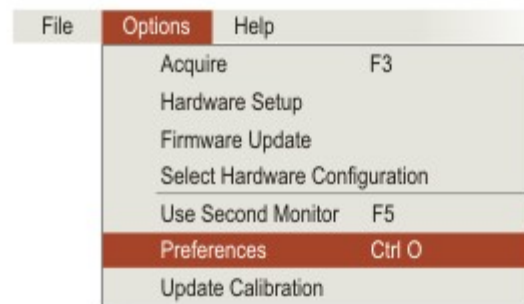 File Options Help
Acquire F3
Hardware Setup
Firmware Update
Select Hardware Configuration
Use Second Monitor F5
Preferences Ctrl O
Update Calibration